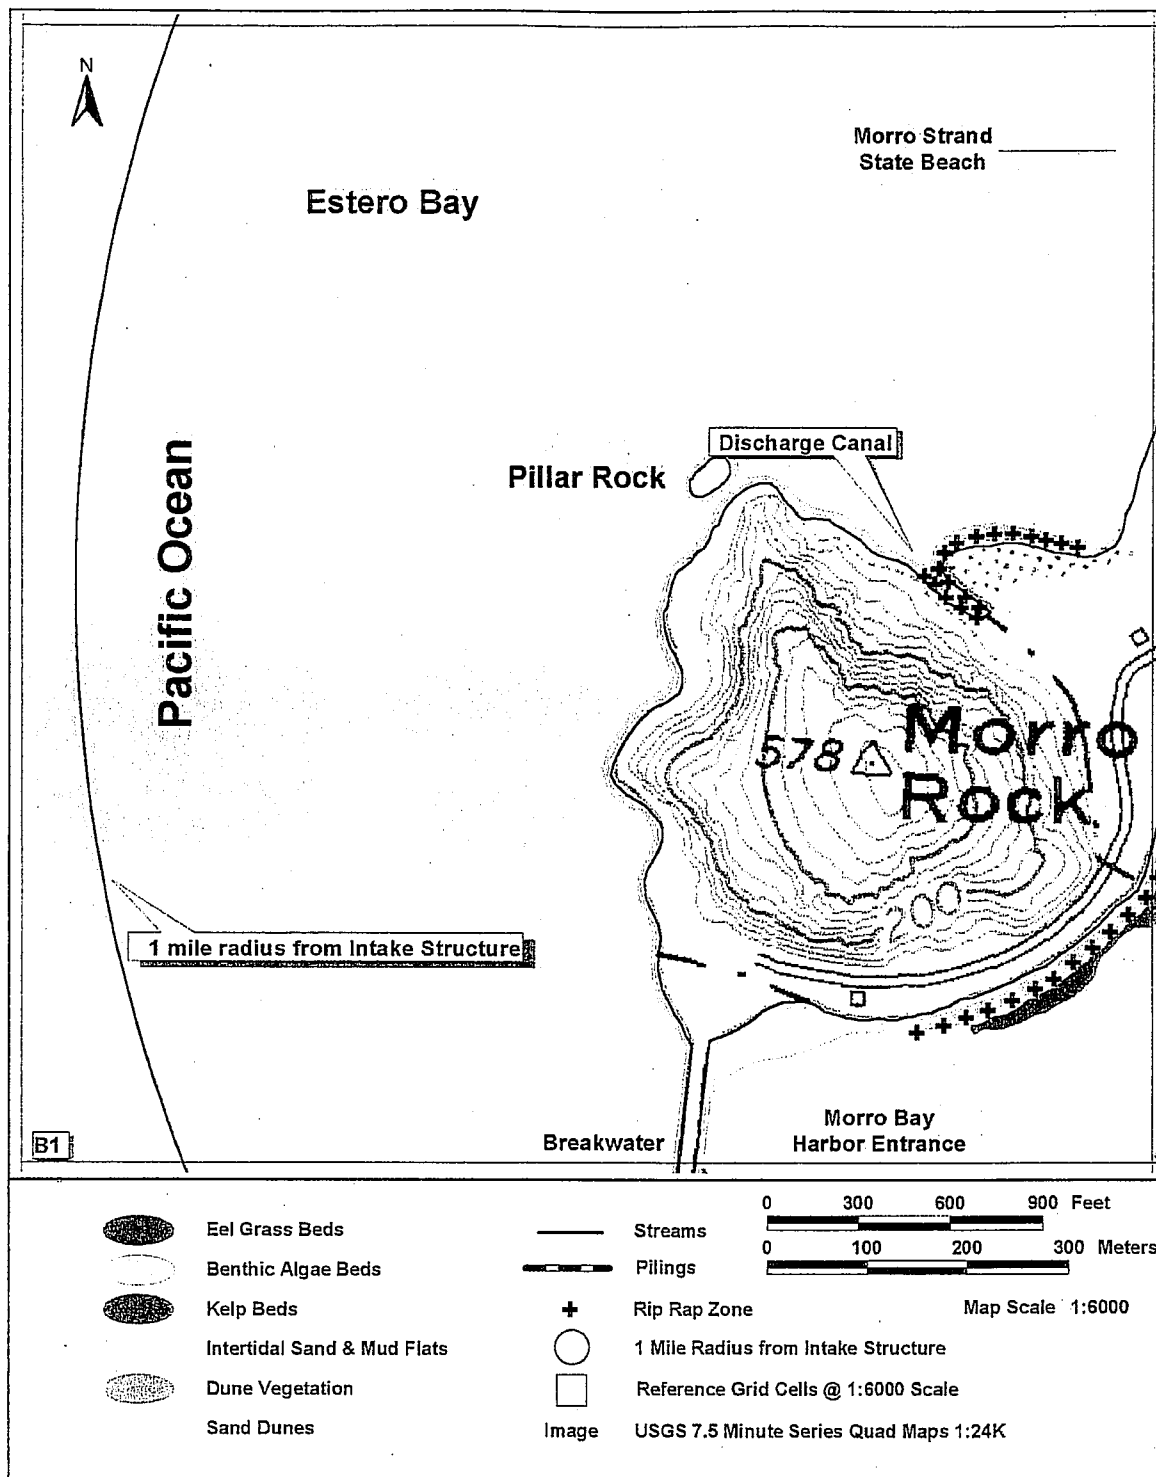 N
Morro Strand
State Beach
Estero Bay
Discharge Canal
Pillar Rock
Pacific Ocean
Morro
578
Rock
200
1 mile radius from Intake Structure
B1
Breakwater
Morro Bay
Harbor Entrance
0 300 600 900 Feet
Eel Grass Beds
Streams
0 100 200 300 Meters
Benthic Algae Beds
Pilings
Kelp Beds
Rip Rap Zone
Map Scale 1:6000
Intertidal Sand & Mud Flats
1 Mile Radius from Intake Structure
Dune Vegetation
Reference Grid Cells @ 1:6000 Scale
Sand Dunes
Image USGS 7.5 Minute Series Quad Maps 1:24K